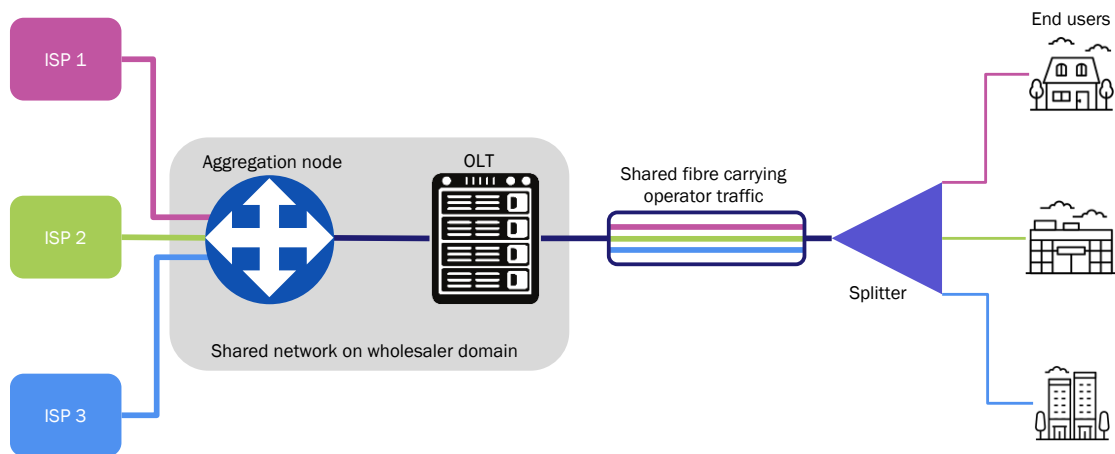 End users
ISP 1
Aggregation node
OLT
Shared fibre carrying
operator traffic
ISP 2
Splitter
Shared network on wholesaler domain
ISP 3